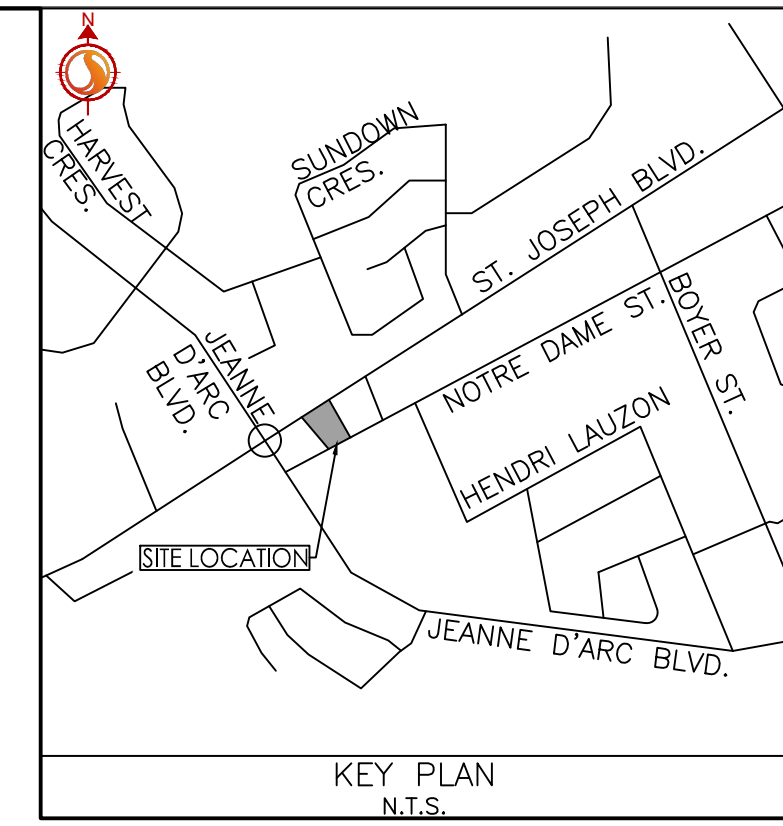 N
HARVEST
CRES.
SUNDOWN
CRES.
ST. JOSEPH BLVD.
NOTRE DAME ST.
BOYER ST.
JEANNE
D'ARC
BLVD.
HENDRI LAUZON
SITE LOCATION
JEANNE D'ARC BLVD.
KEY PLAN
N.T.S.